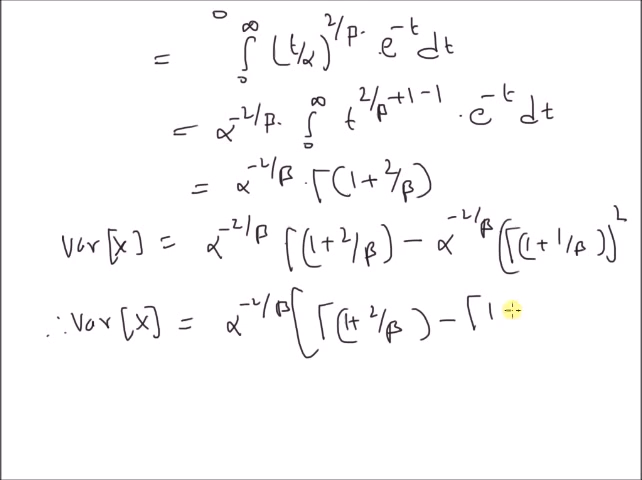 = ∫₀^∞ (t/α)^{2/β} · e^{-t} dt
= α^{-2/β} · ∫₀^∞ t^{2/β+1-1} · e^{-t} dt
= α^{-2/β} · Γ(1+2/β)
Var[X] = α^{-2/β} Γ(1+2/β) - α^{-2/β} (Γ(1+1/β))²
∴ Var[X] = α^{-2/β} [Γ(1+2/β) - Γ1